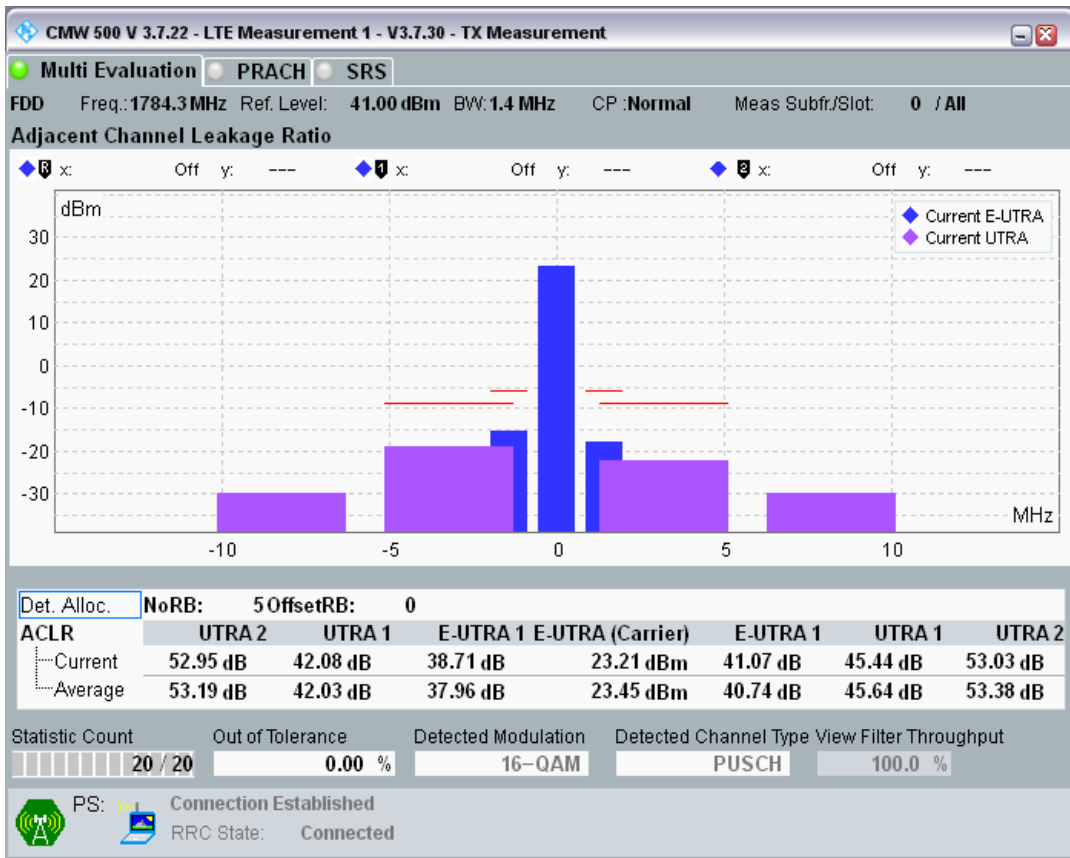 CMW 500 V 3.7.22 - LTE Measurement 1 - V3.7.30 - TX Measurement
Multi Evaluation PRACH SRS
FDD Freq.:1784.3 MHz Ref. Level: 41.00 dBm BW:1.4 MHz CP :Normal Meas Subfr./Slot: 0 / All
Adjacent Channel Leakage Ratio
R x: Off y: --- 1 x: Off y: --- 2 x: Off y: ---
dBm
Current E-UTRA
Current UTRA
30
20
10
0
-10
-20
-30
MHz
-10 -5 0 5 10
Det. Alloc. NoRB: 5 OffsetRB: 0
ACLR UTRA 2 UTRA 1 E-UTRA 1 E-UTRA (Carrier) E-UTRA 1 UTRA 1 UTRA 2
Current 52.95 dB 42.08 dB 38.71 dB 23.21 dBm 41.07 dB 45.44 dB 53.03 dB
Average 53.19 dB 42.03 dB 37.96 dB 23.45 dBm 40.74 dB 45.64 dB 53.38 dB
Statistic Count Out of Tolerance Detected Modulation Detected Channel Type View Filter Throughput
20 / 20 0.00 % 16-QAM PUSCH 100.0 %
PS: Connection Established
RRC State: Connected